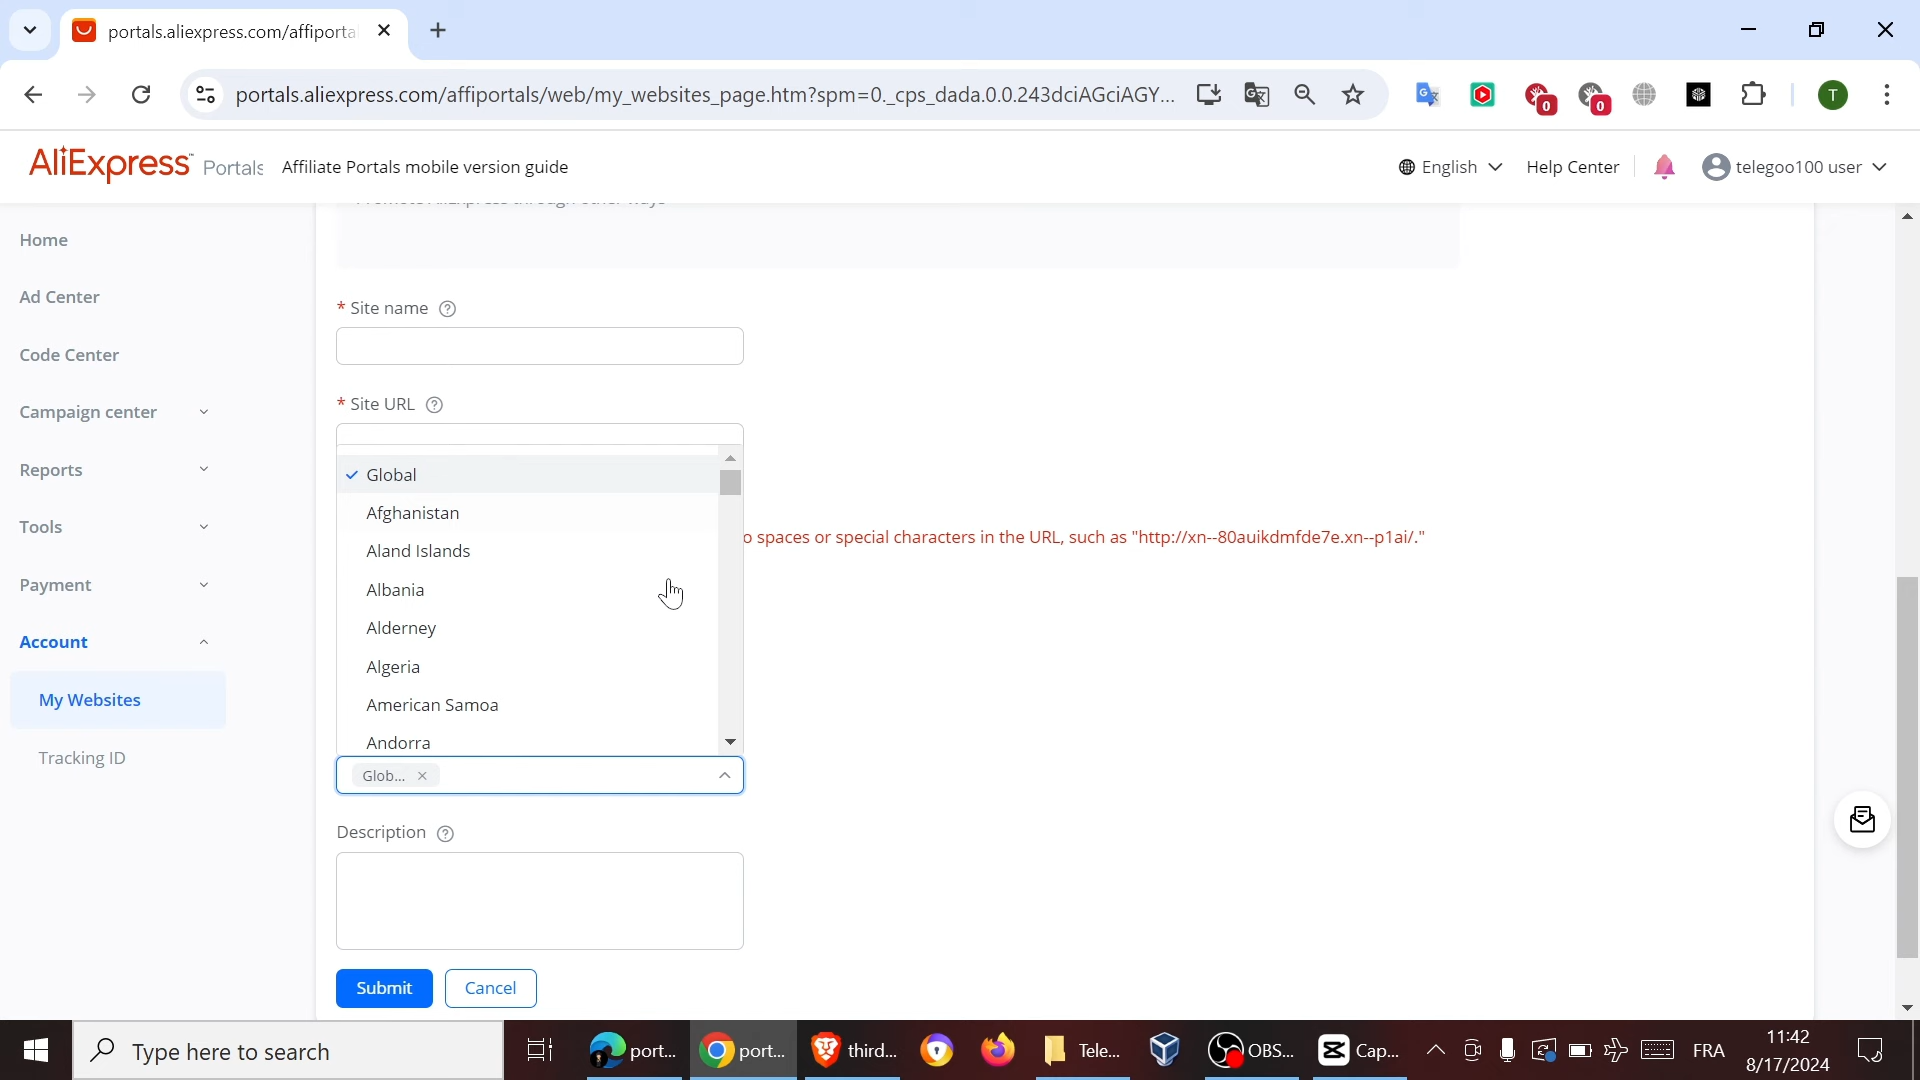 portals.aliexpress.com/affiporta
portals.aliexpress.com/affiportals/web/my_websites_page.htm?spm=0._cps_dada.0.0.243dciAGciAGY...
0
0
T
AliExpress Portals
Affiliate Portals mobile version guide
English
Help Center
telegoo100 user
Home
Ad Center
Code Center
Campaign center
Reports
Tools
Payment
Account
My Websites
Tracking ID
* Site name
* Site URL
Global
Afghanistan
Aland Islands
Albania
Alderney
Algeria
American Samoa
Andorra
o spaces or special characters in the URL, such as "http://xn--80auikdmfde7e.xn--p1ai/."
Glob...
Description
Submit
Cancel
Type here to search
port...
port...
third...
Tele...
OBS...
Cap...
FRA
11:42
8/17/2024